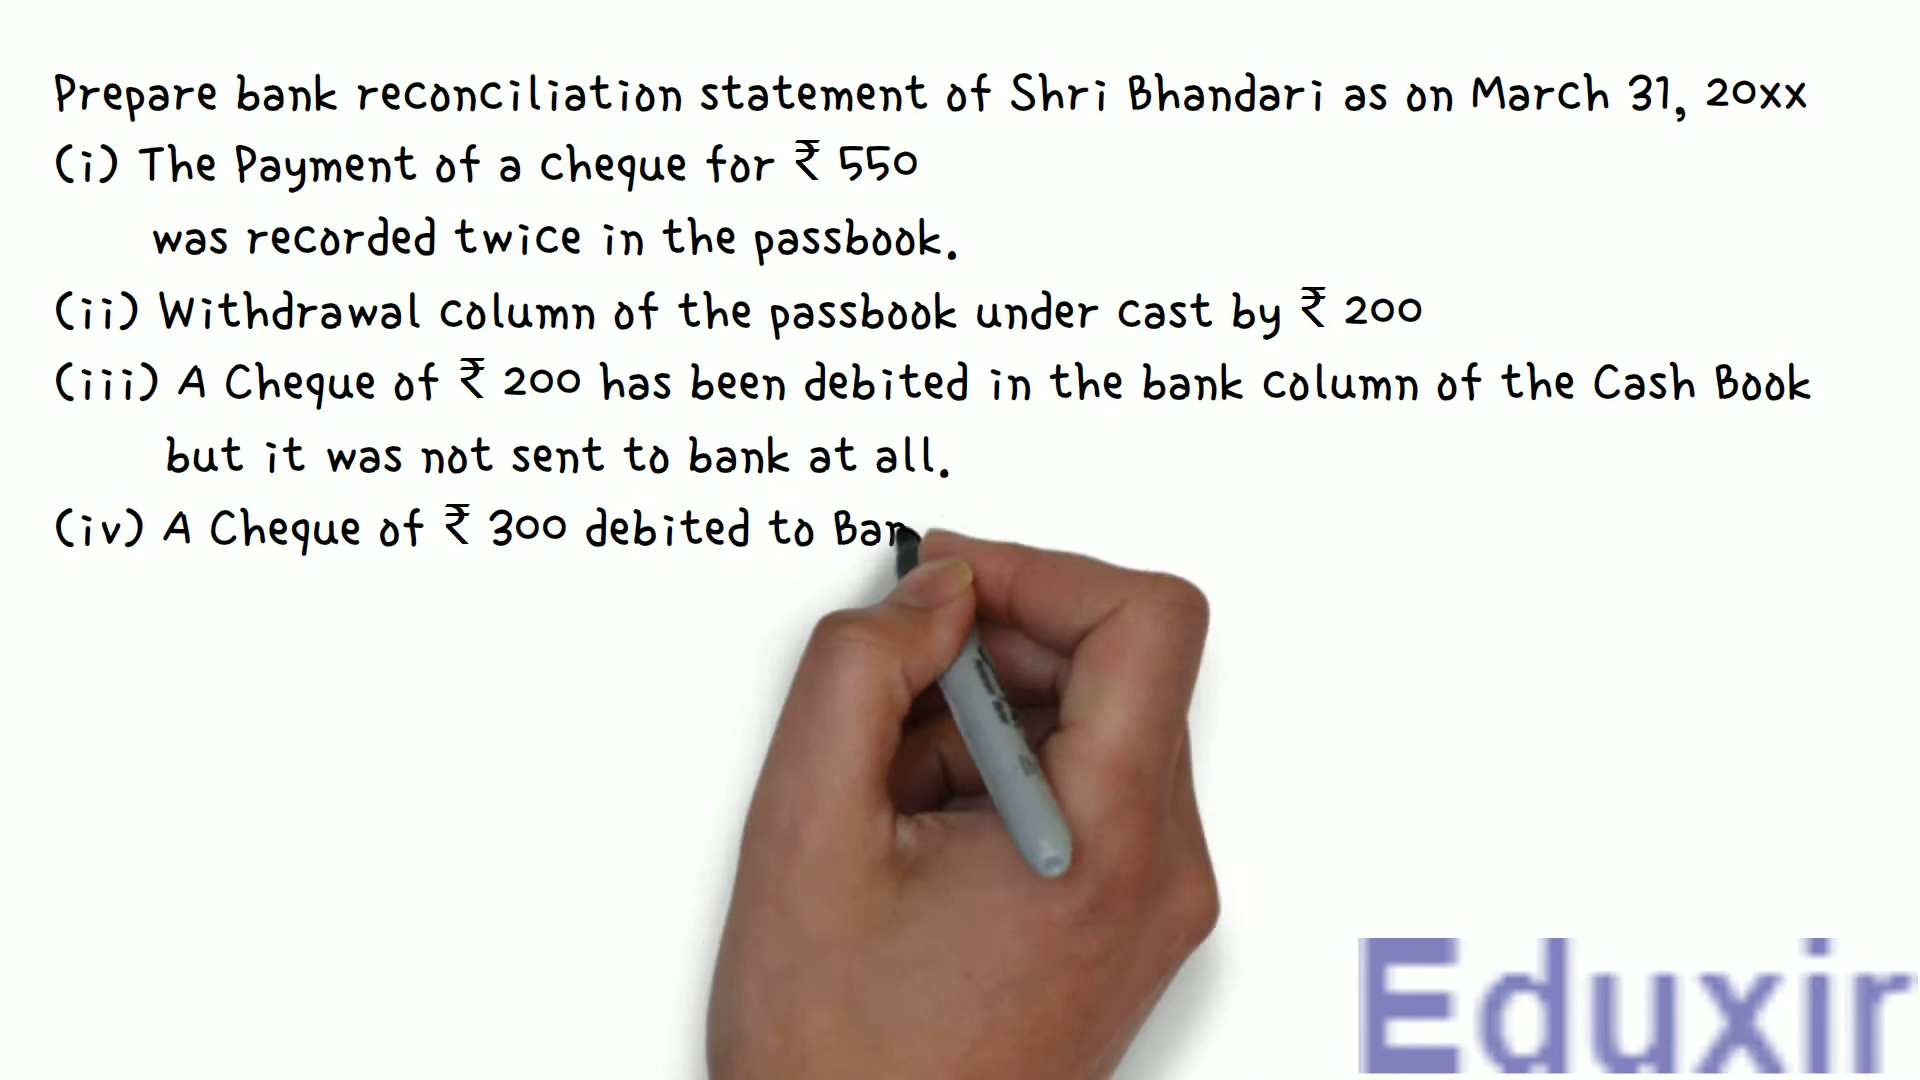 Prepare bank reconciliation statement of Shri Bhandari as on March 31, 20xx
(i) The Payment of a cheque for ₹ 550
was recorded twice in the passbook.
(ii) Withdrawal column of the passbook under cast by ₹ 200
(iii) A Cheque of ₹ 200 has been debited in the bank column of the Cash Book
but it was not sent to bank at all.
(iv) A Cheque of ₹ 300 debited to
Eduxir